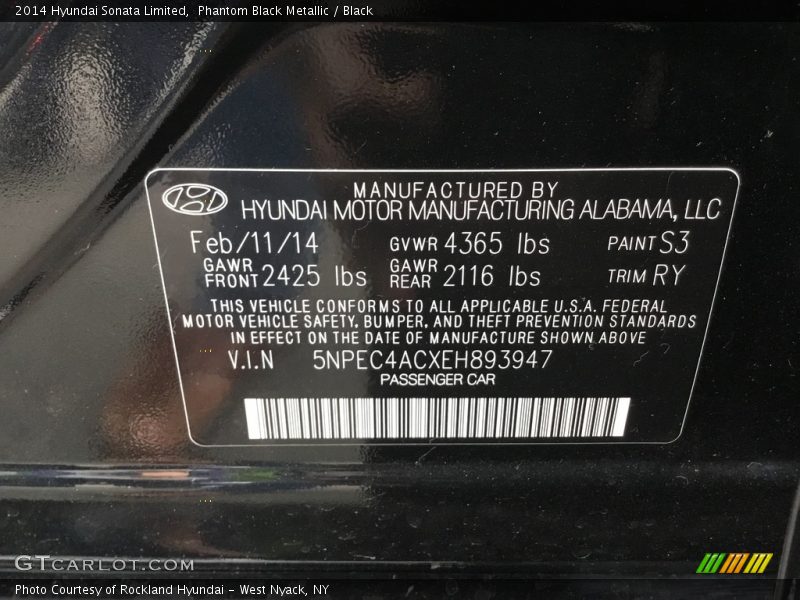 2014 Hyundai Sonata Limited, Phantom Black Metallic / Black
MANUFACTURED BY
HYUNDAI MOTOR MANUFACTURING ALABAMA, LLC
Feb/11/14 GVWR 4365 lbs PAINT S3
GAWR FRONT 2425 lbs GAWR REAR 2116 lbs TRIM RY
THIS VEHICLE CONFORMS TO ALL APPLICABLE U.S.A. FEDERAL
MOTOR VEHICLE SAFETY, BUMPER, AND THEFT PREVENTION STANDARDS
IN EFFECT ON THE DATE OF MANUFACTURE SHOWN ABOVE
V.I.N 5NPEC4ACXEH893947
PASSENGER CAR
GTCARLOT.COM
Photo Courtesy of Rockland Hyundai - West Nyack, NY